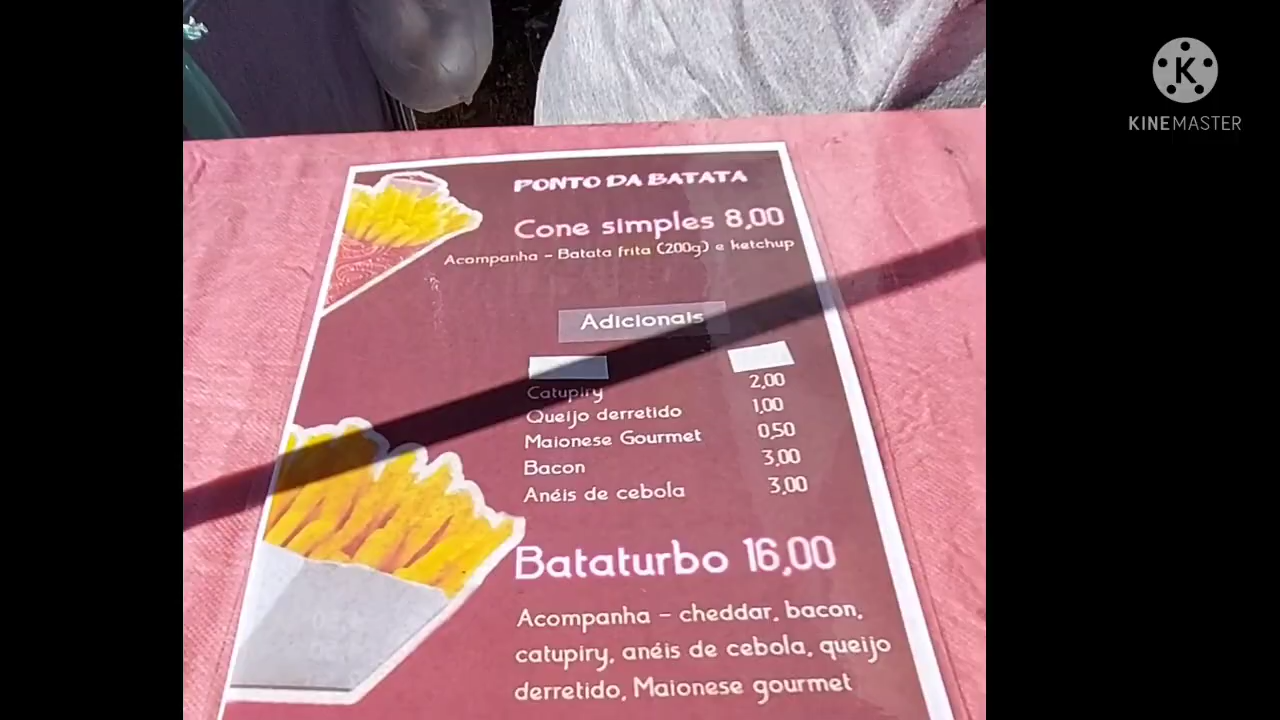 KINEMASTER
PONTO DA BATATA
Cone simples 8,00
Acompanha - Batata frita (200g) e ketchup
Adicionais
Catupiry 2,00
Queijo derretido 1,00
Maionese Gourmet 0,50
Bacon 3,00
Anéis de cebola 3,00
Bataturbo 16,00
Acompanha - cheddar, bacon,
catupiry, anéis de cebola, queijo
derretido, Maionese gourmet